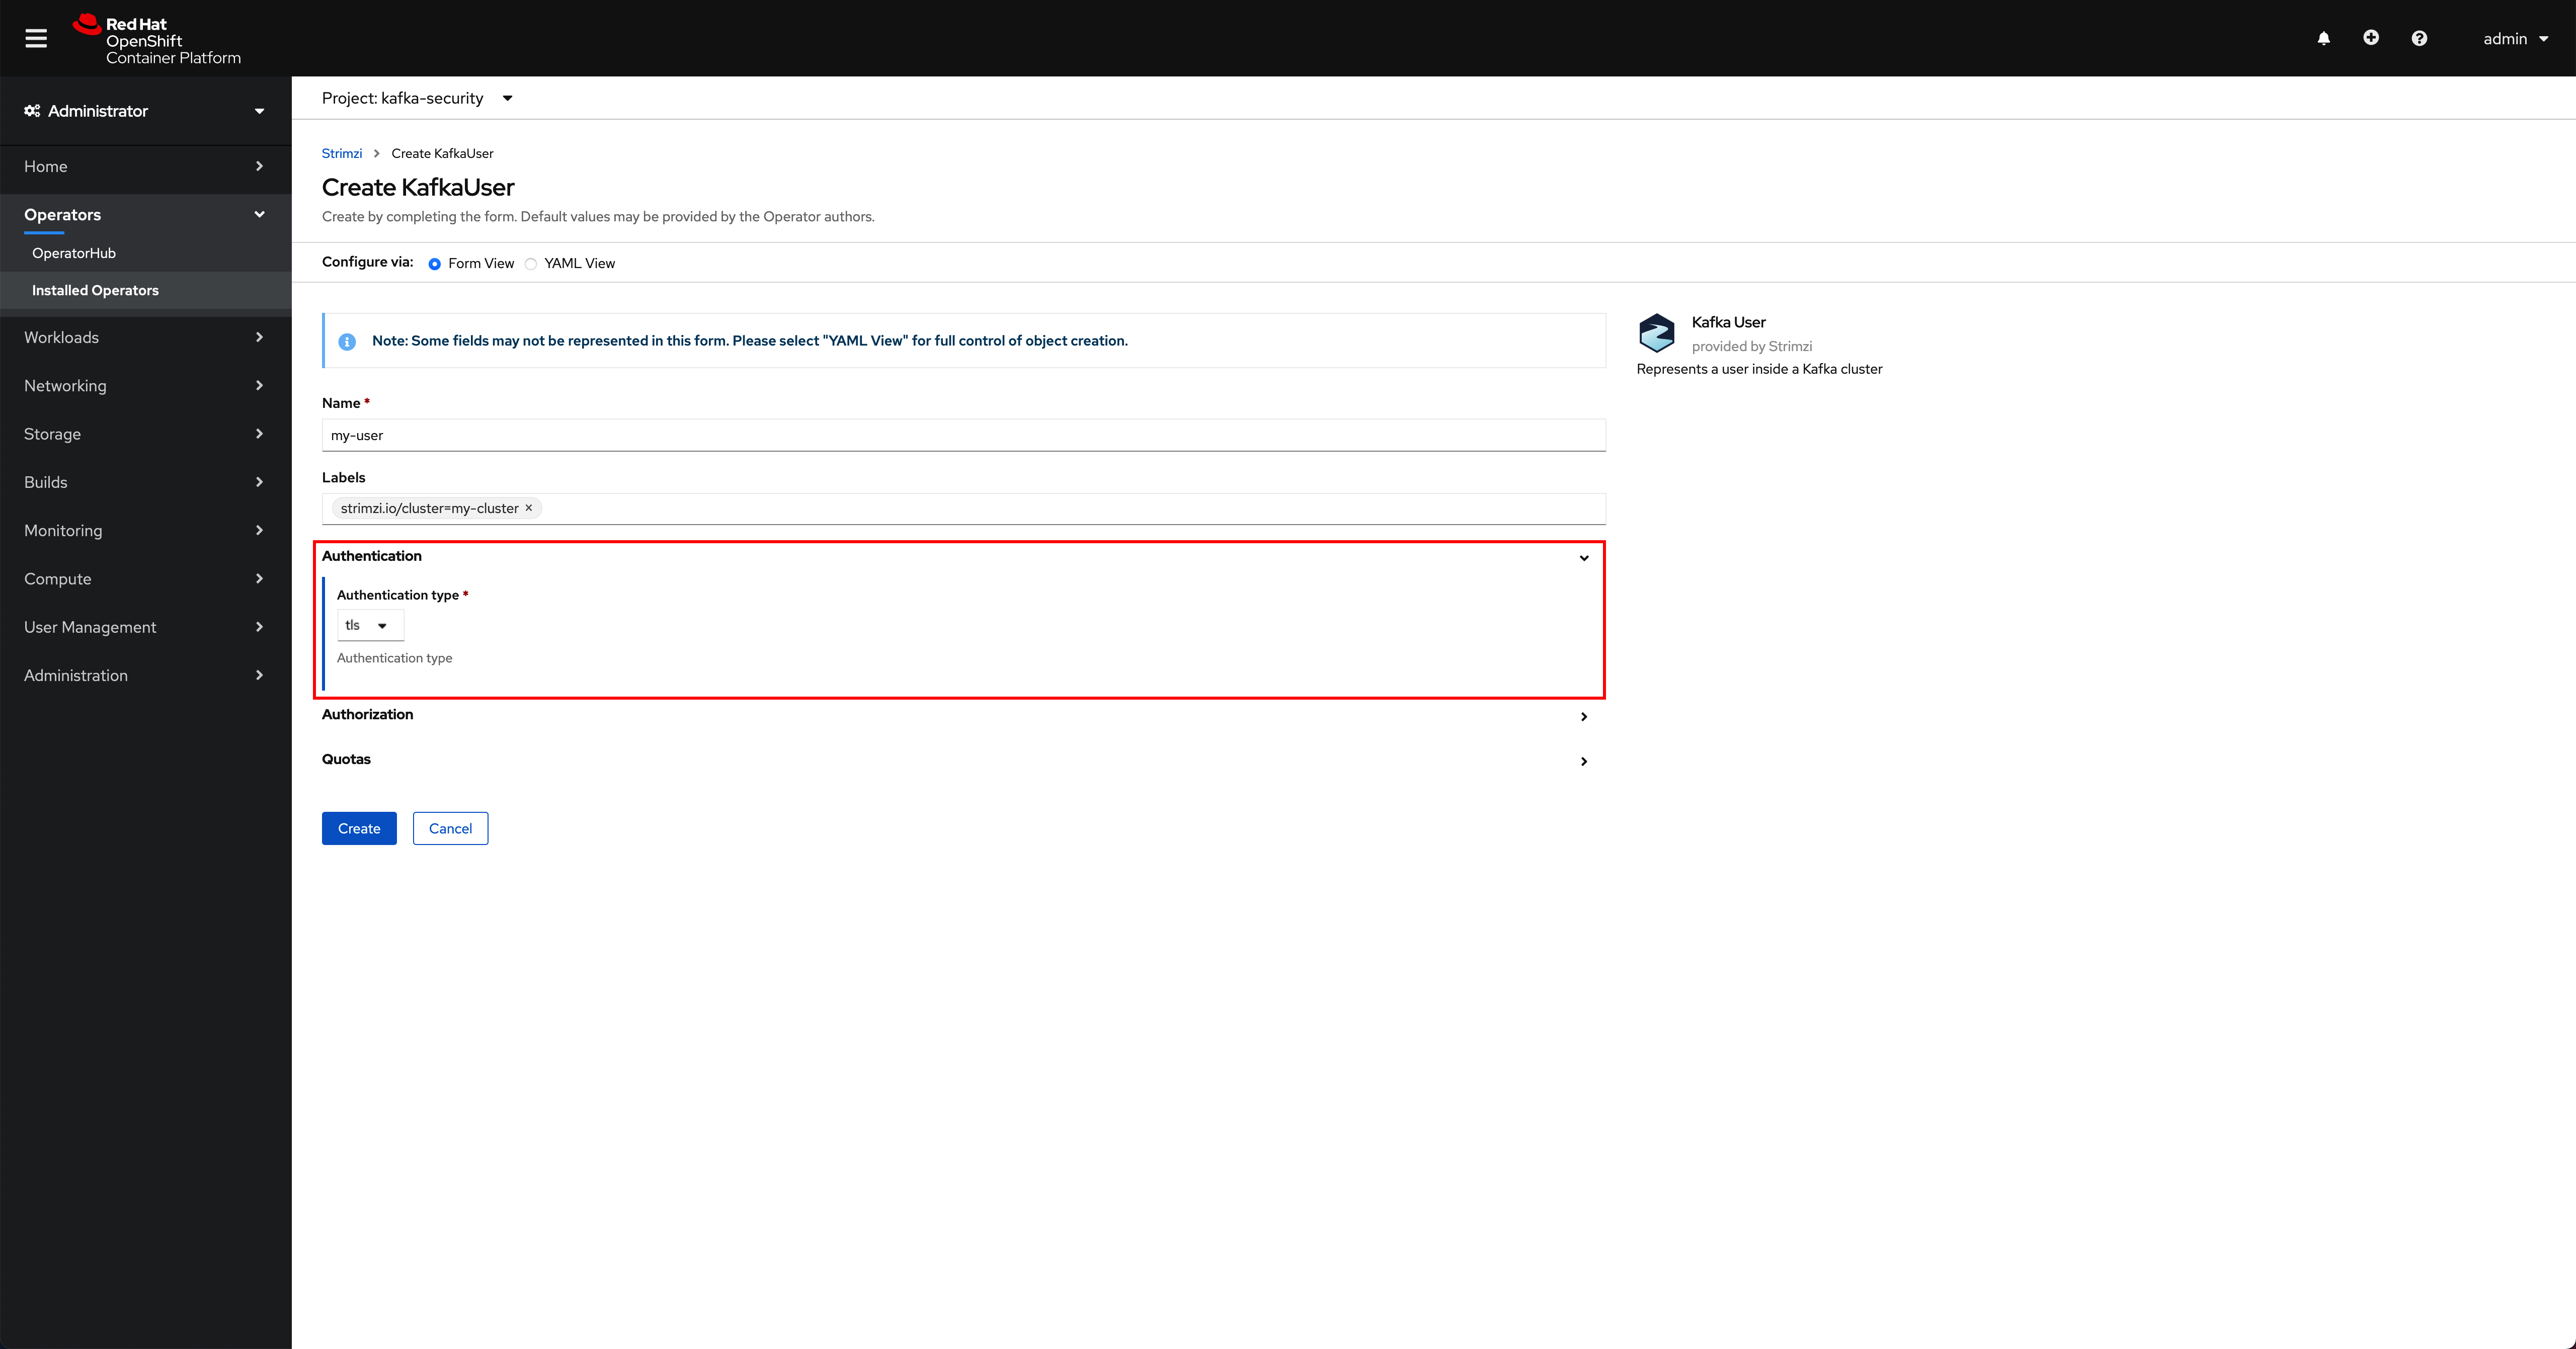 Red Hat
OpenShift
Container Platform
admin
Administrator
Home
Operators
OperatorHub
Installed Operators
Workloads
Networking
Storage
Builds
Monitoring
Compute
User Management
Administration
Project: kafka-security
Strimzi > Create KafkaUser
Create KafkaUser
Create by completing the form. Default values may be provided by the Operator authors.
Configure via: Form View YAML View
Note: Some fields may not be represented in this form. Please select "YAML View" for full control of object creation.
Name *
my-user
Labels
strimzi.io/cluster=my-cluster ×
Authentication
Authentication type *
tls
Authentication type
Authorization
Quotas
Create Cancel
Kafka User
provided by Strimzi
Represents a user inside a Kafka cluster